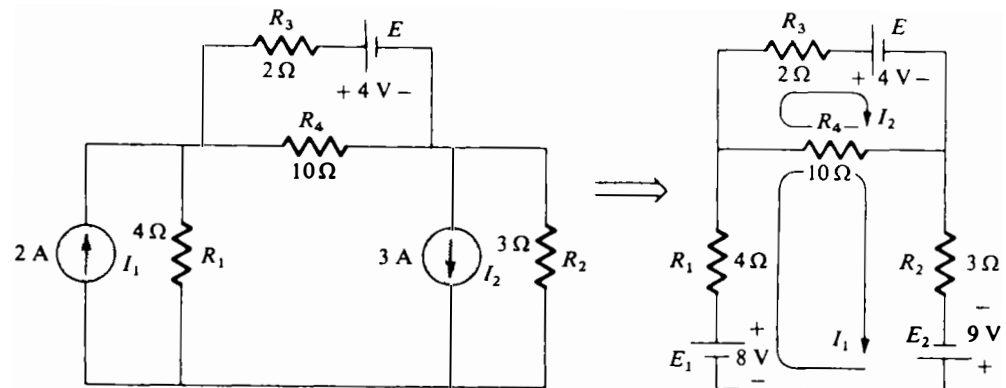 R3 E
2 Ω
+ 4 V −
R4
10 Ω
2 A I1
4 Ω R1
3 A I2
3 Ω R2
R3 E
2 Ω
+ 4 V −
I2
R4
10 Ω
R1 4 Ω
R2 3 Ω
E1 + 8 V −
I1
E2 − 9 V +